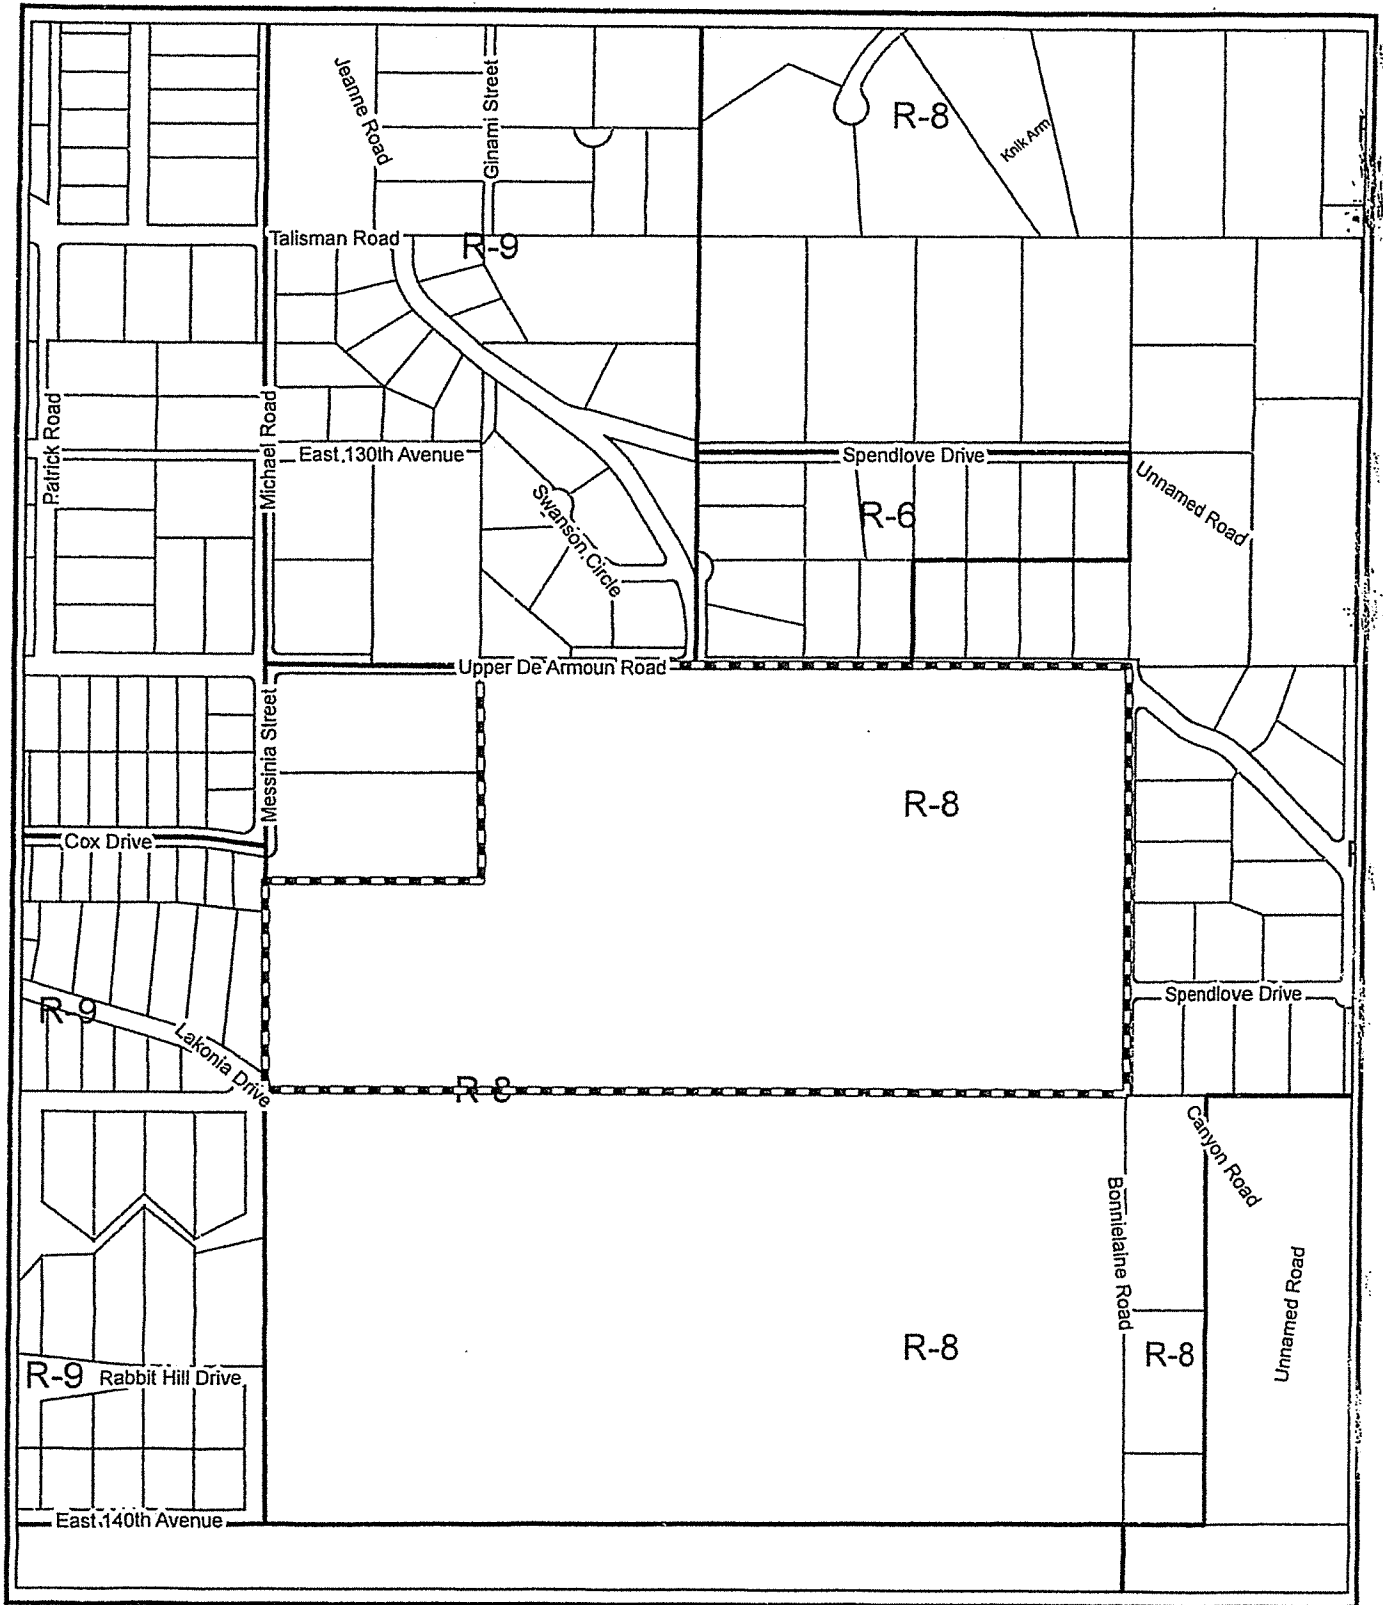 Jeanne Road
Ginami Street
R-8
Knik Arm
Talisman Road
R-9
Patrick Road
Michael Road
East 130th Avenue
Spendlove Drive
Unnamed Road
R-6
Swanson Circle
Upper De Armoun Road
Messinia Street
R-8
Cox Drive
Spendlove Drive
R-9
Lakonia Drive
R-8
Canyon Road
Bonnielaine Road
Unnamed Road
R-8
R-8
R-9 Rabbit Hill Drive
East 140th Avenue